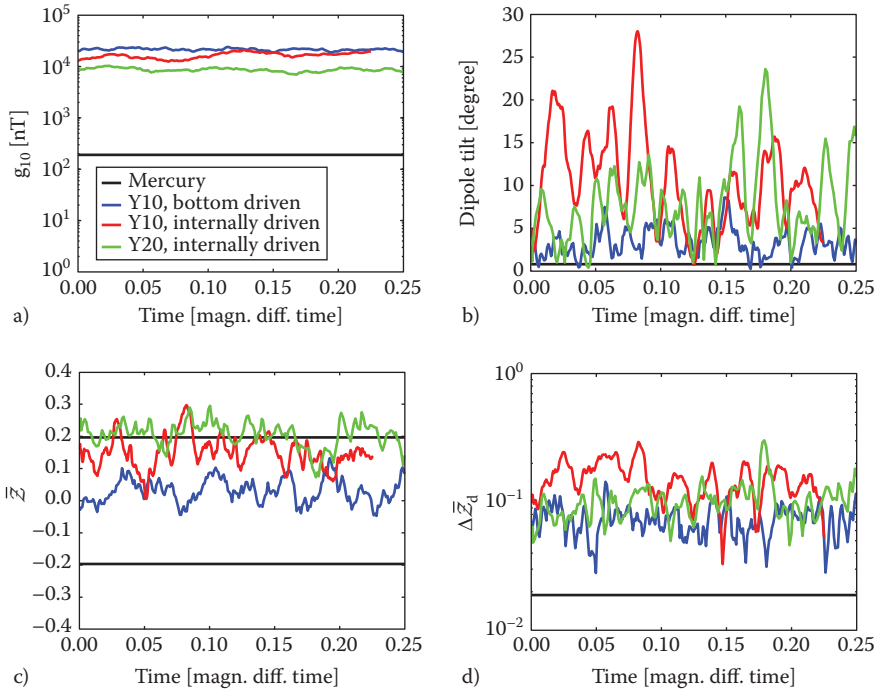 10^5
10^4
10^3
10^2
10^1
10^0
g_10 [nT]
Mercury
Y10, bottom driven
Y10, internally driven
Y20, internally driven
0.00 0.05 0.10 0.15 0.20 0.25
a) Time [magn. diff. time]
30
25
20
15
10
5
0
Dipole tilt [degree]
0.00 0.05 0.10 0.15 0.20 0.25
b) Time [magn. diff. time]
0.4
0.3
0.2
0.1
0.0
−0.1
−0.2
−0.3
−0.4
𝒵̅
0.00 0.05 0.10 0.15 0.20 0.25
c) Time [magn. diff. time]
10^0
10^−1
10^−2
Δ𝒵̅_d
0.00 0.05 0.10 0.15 0.20 0.25
d) Time [magn. diff. time]